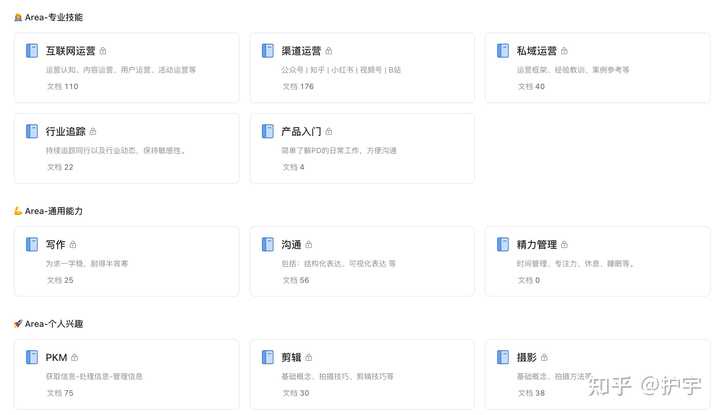 Area-专业技能
互联网运营
运营认知、内容运营、用户运营、活动运营等
文档 110
渠道运营
公众号 | 知乎 | 小红书 | 视频号 | B站
文档 176
私域运营
运营框架、经验教训、案例参考等
文档 40
行业追踪
持续追踪同行以及行业动态，保持敏感性。
文档 22
产品入门
简单了解PD的日常工作，方便沟通
文档 4
Area-通用能力
写作
为求一字稳，耐得半宵寒
文档 25
沟通
包括：结构化表达、可视化表达 等
文档 56
精力管理
时间管理、专注力、休息、睡眠等。
文档 0
Area-个人兴趣
PKM
获取信息-处理信息-管理信息
文档 75
剪辑
基础概念、拍摄技巧、剪辑技巧等
文档 30
摄影
基础概念、拍摄方法
文档 38
知乎 @护宇